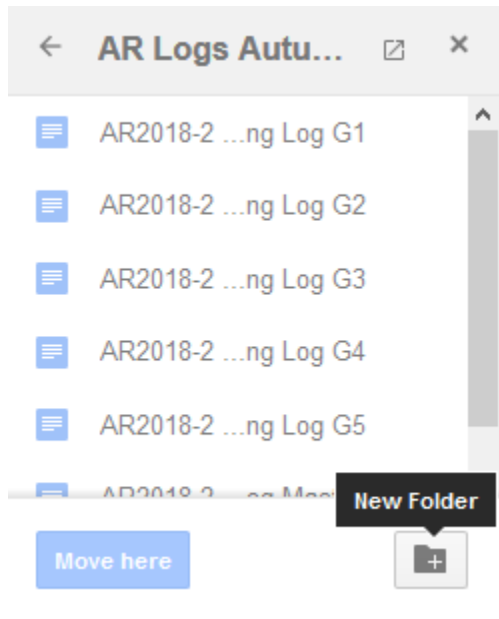 AR Logs Autu...
AR2018-2 ...ng Log G1
AR2018-2 ...ng Log G2
AR2018-2 ...ng Log G3
AR2018-2 ...ng Log G4
AR2018-2 ...ng Log G5
New Folder
Move here